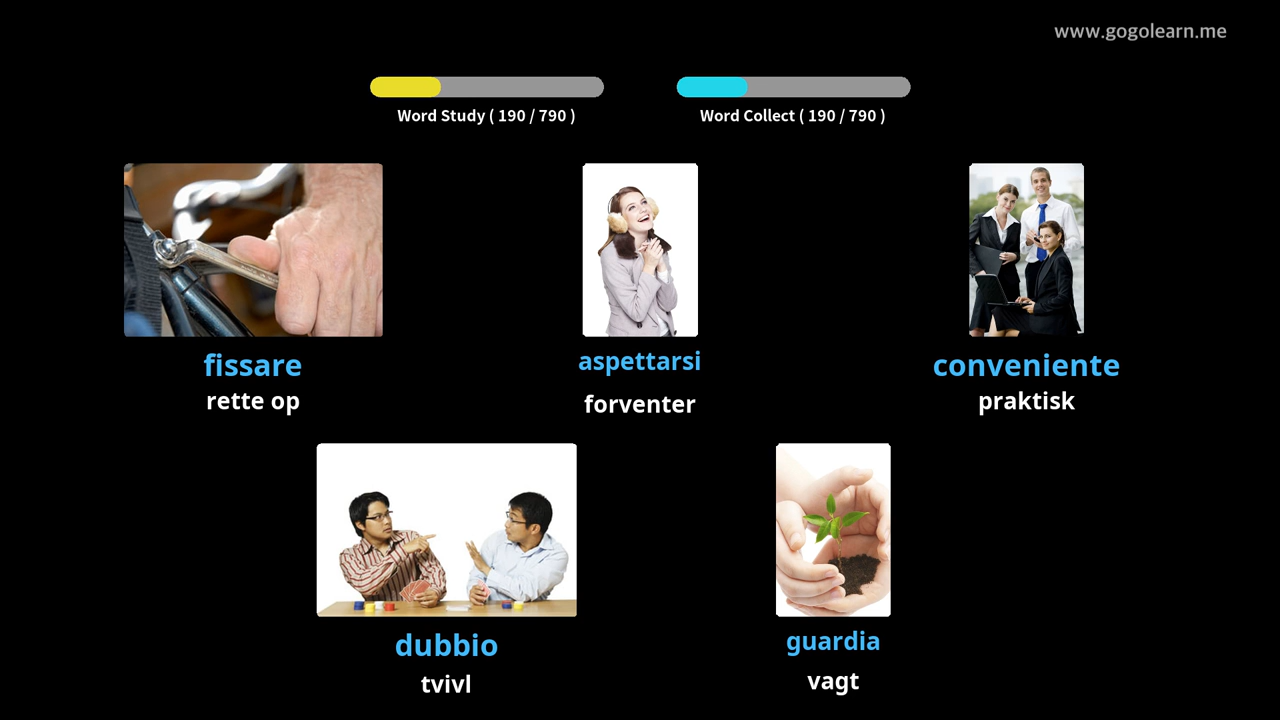 www.gogolearn.me
Word Study ( 190 / 790 )
Word Collect ( 190 / 790 )
fissare
rette op
aspettarsi
forventer
conveniente
praktisk
dubbio
tvivl
guardia
vagt